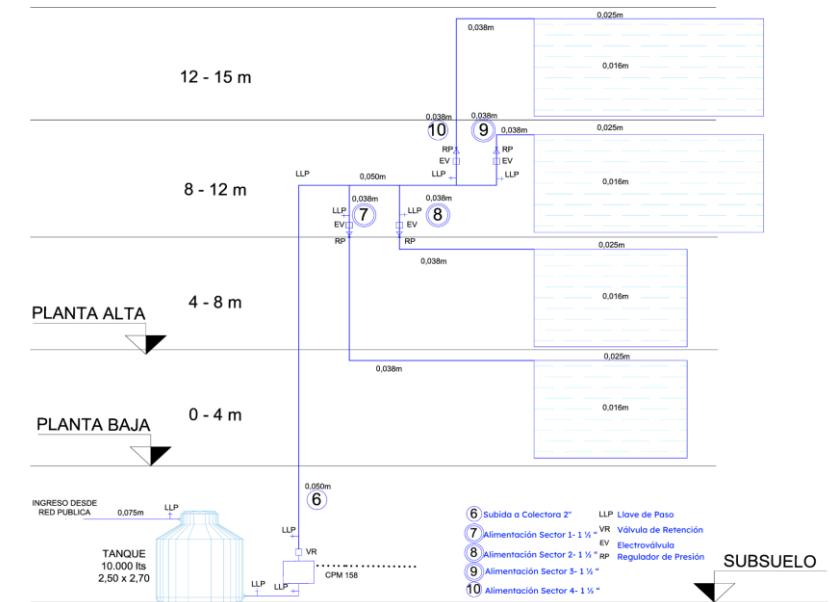 0,025m
0,038m
0,016m
12 - 15 m
0,038m
0,038m
10
9
0,038m
0,025m
RP
RP
EV
EV
LLP
LLP
LLP
0,050m
0,016m
8 - 12 m
0,038m
0,038m
LLP
7
LLP
8
EV
EV
RP
RP
0,025m
0,038m
0,016m
4 - 8 m
PLANTA ALTA
0,025m
0,038m
0,016m
0 - 4 m
PLANTA BAJA
0,050m
6
INGRESO DESDE
RED PUBLICA
0,075m
LLP
LLP
VR
TANQUE
10.000 lts
2,50 x 2,70
CPM 158
LLP
LLP
6 Subida a Colectora 2"
7 Alimentación Sector 1- 1 ½ "
8 Alimentación Sector 2- 1 ½ "
9 Alimentación Sector 3- 1 ½ "
10 Alimentación Sector 4- 1 ½ "
LLP Llave de Paso
VR Válvula de Retención
EV Electroválvula
RP Regulador de Presión
SUBSUELO